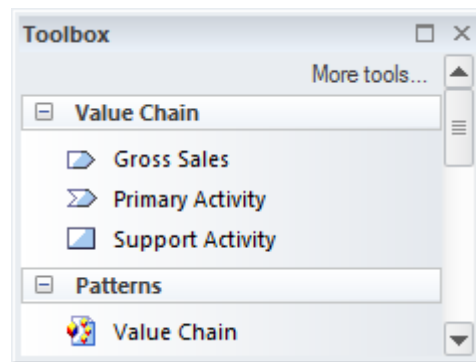 Toolbox
More tools...
Value Chain
Gross Sales
Primary Activity
Support Activity
Patterns
Value Chain